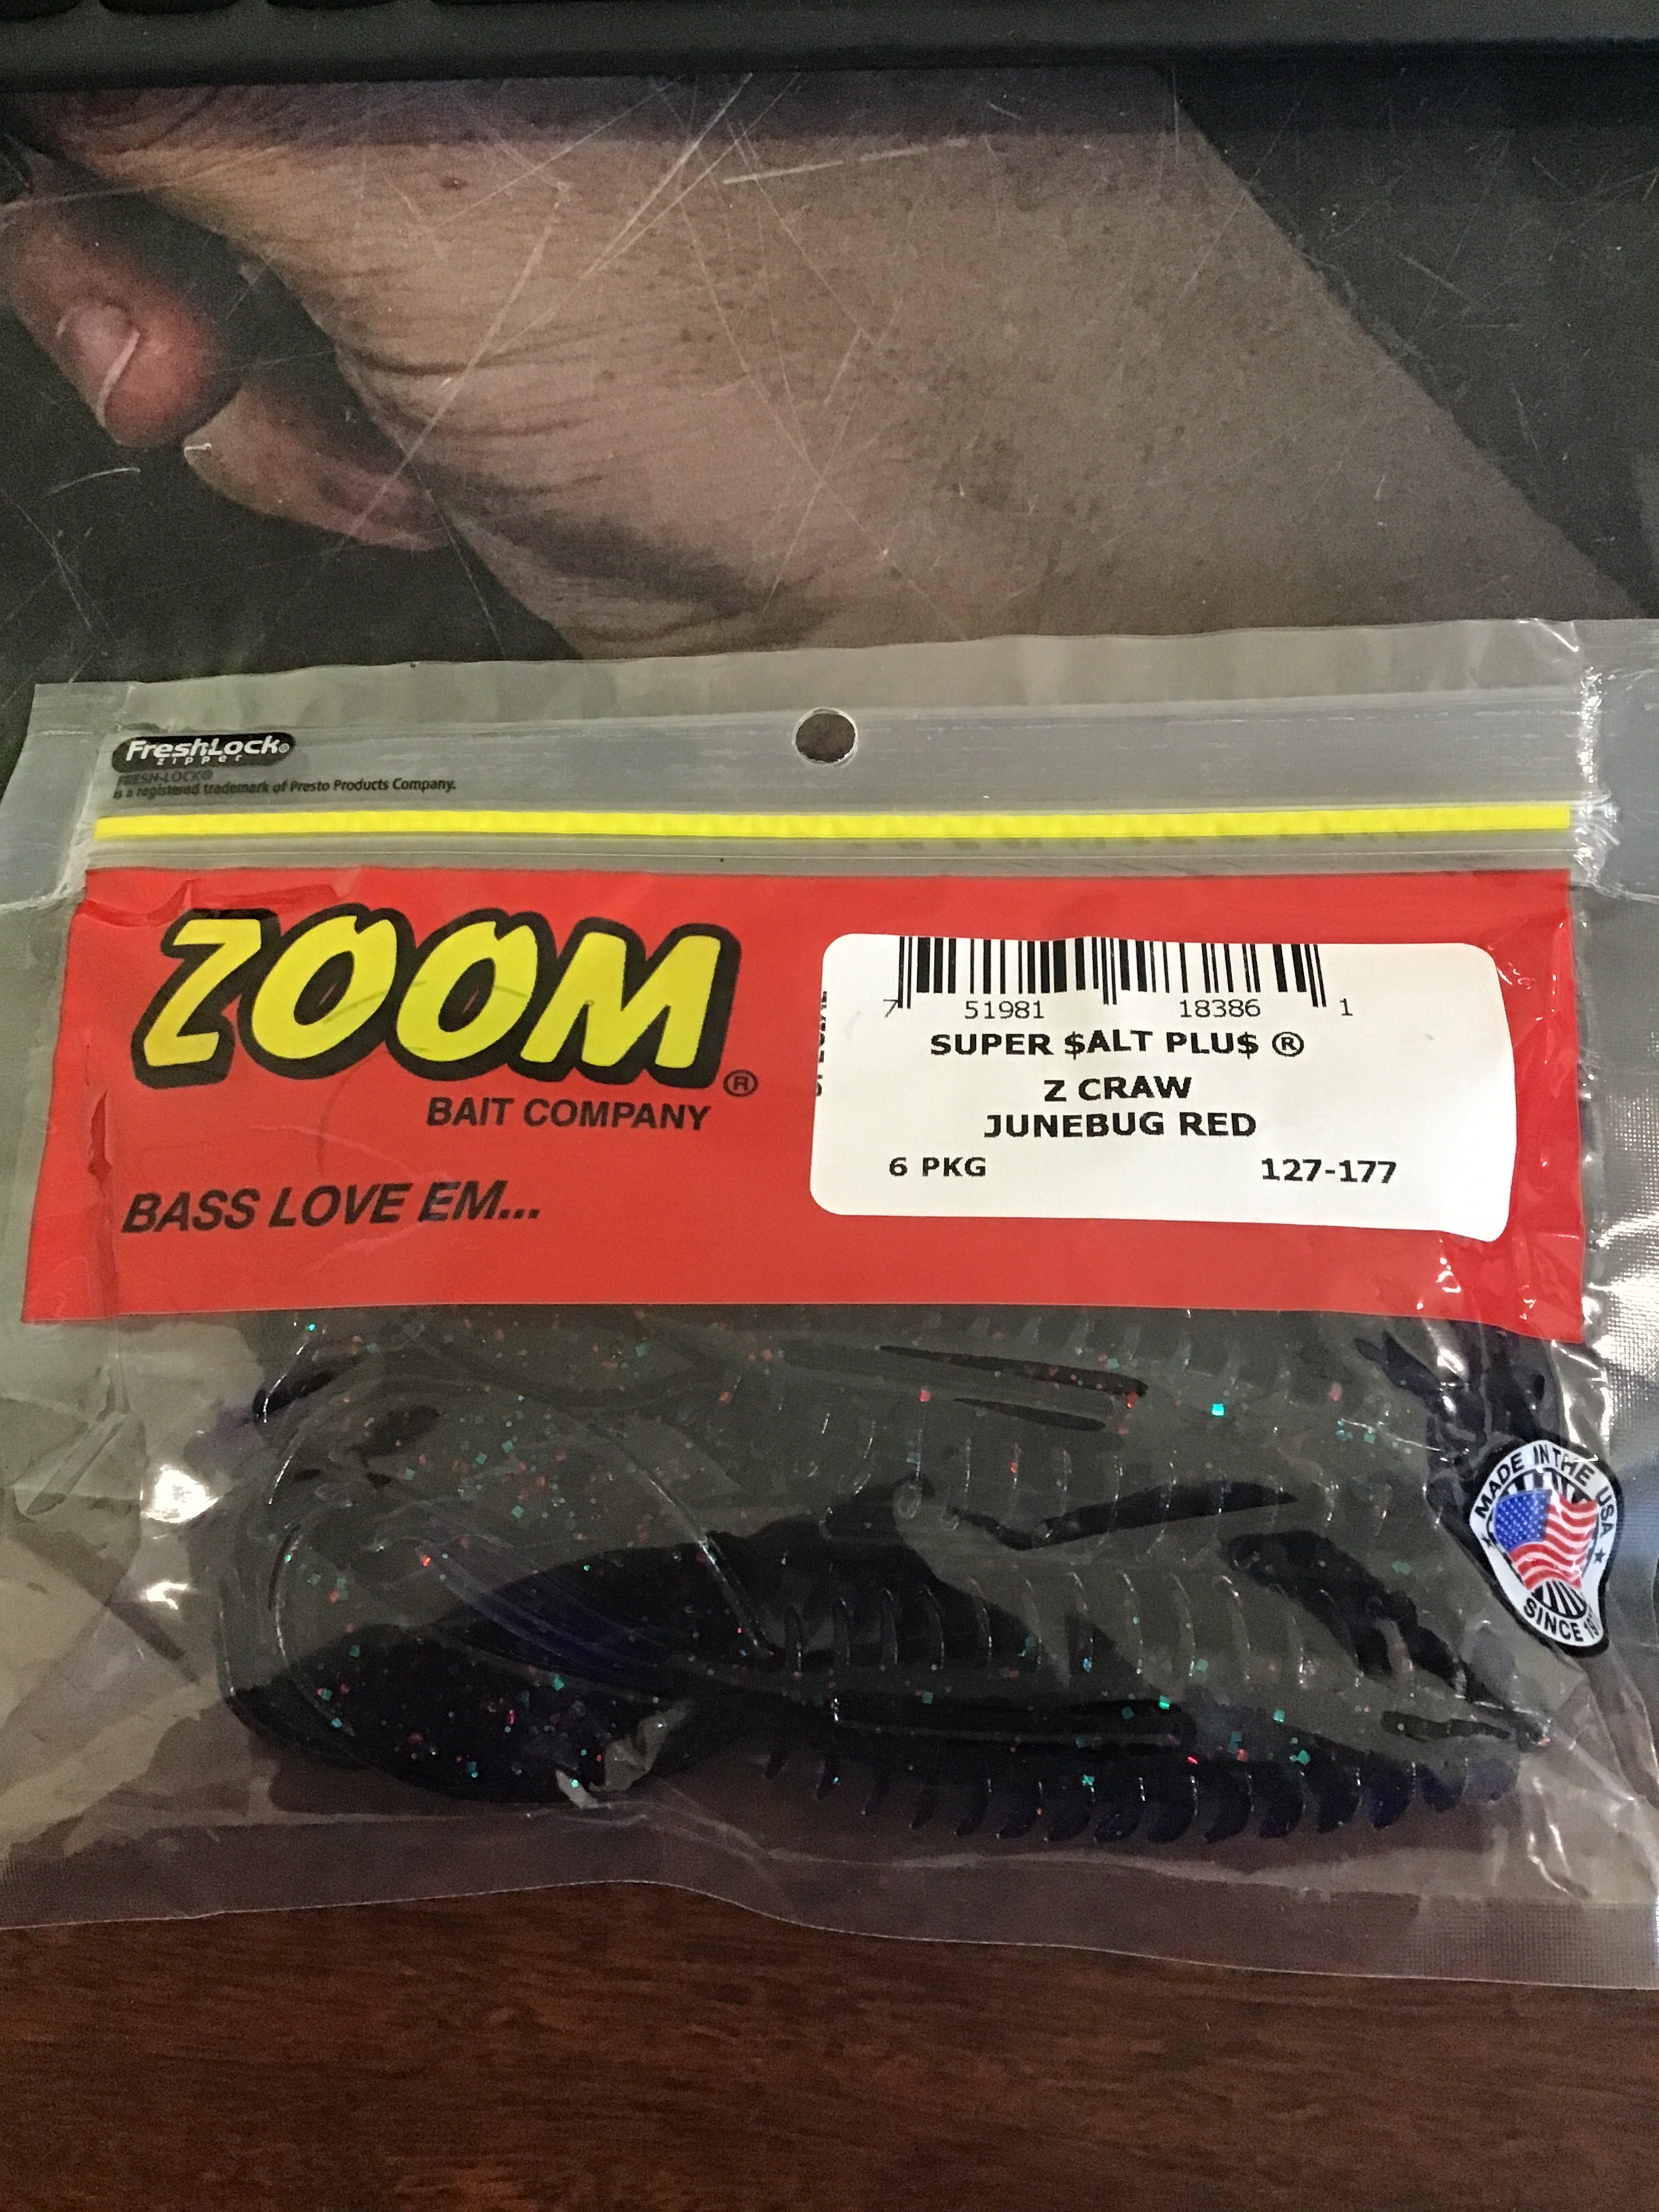 FreshLock®
zipper
FRESH-LOCK®
is a registered trademark of Presto Products Company.
ZOOM®
BAIT COMPANY
BASS LOVE EM...
7 51981 18386 1
SUPER $ALT PLU$ ®
Z CRAW
JUNEBUG RED
6 PKG 127-177
MADE IN THE USA
SINCE